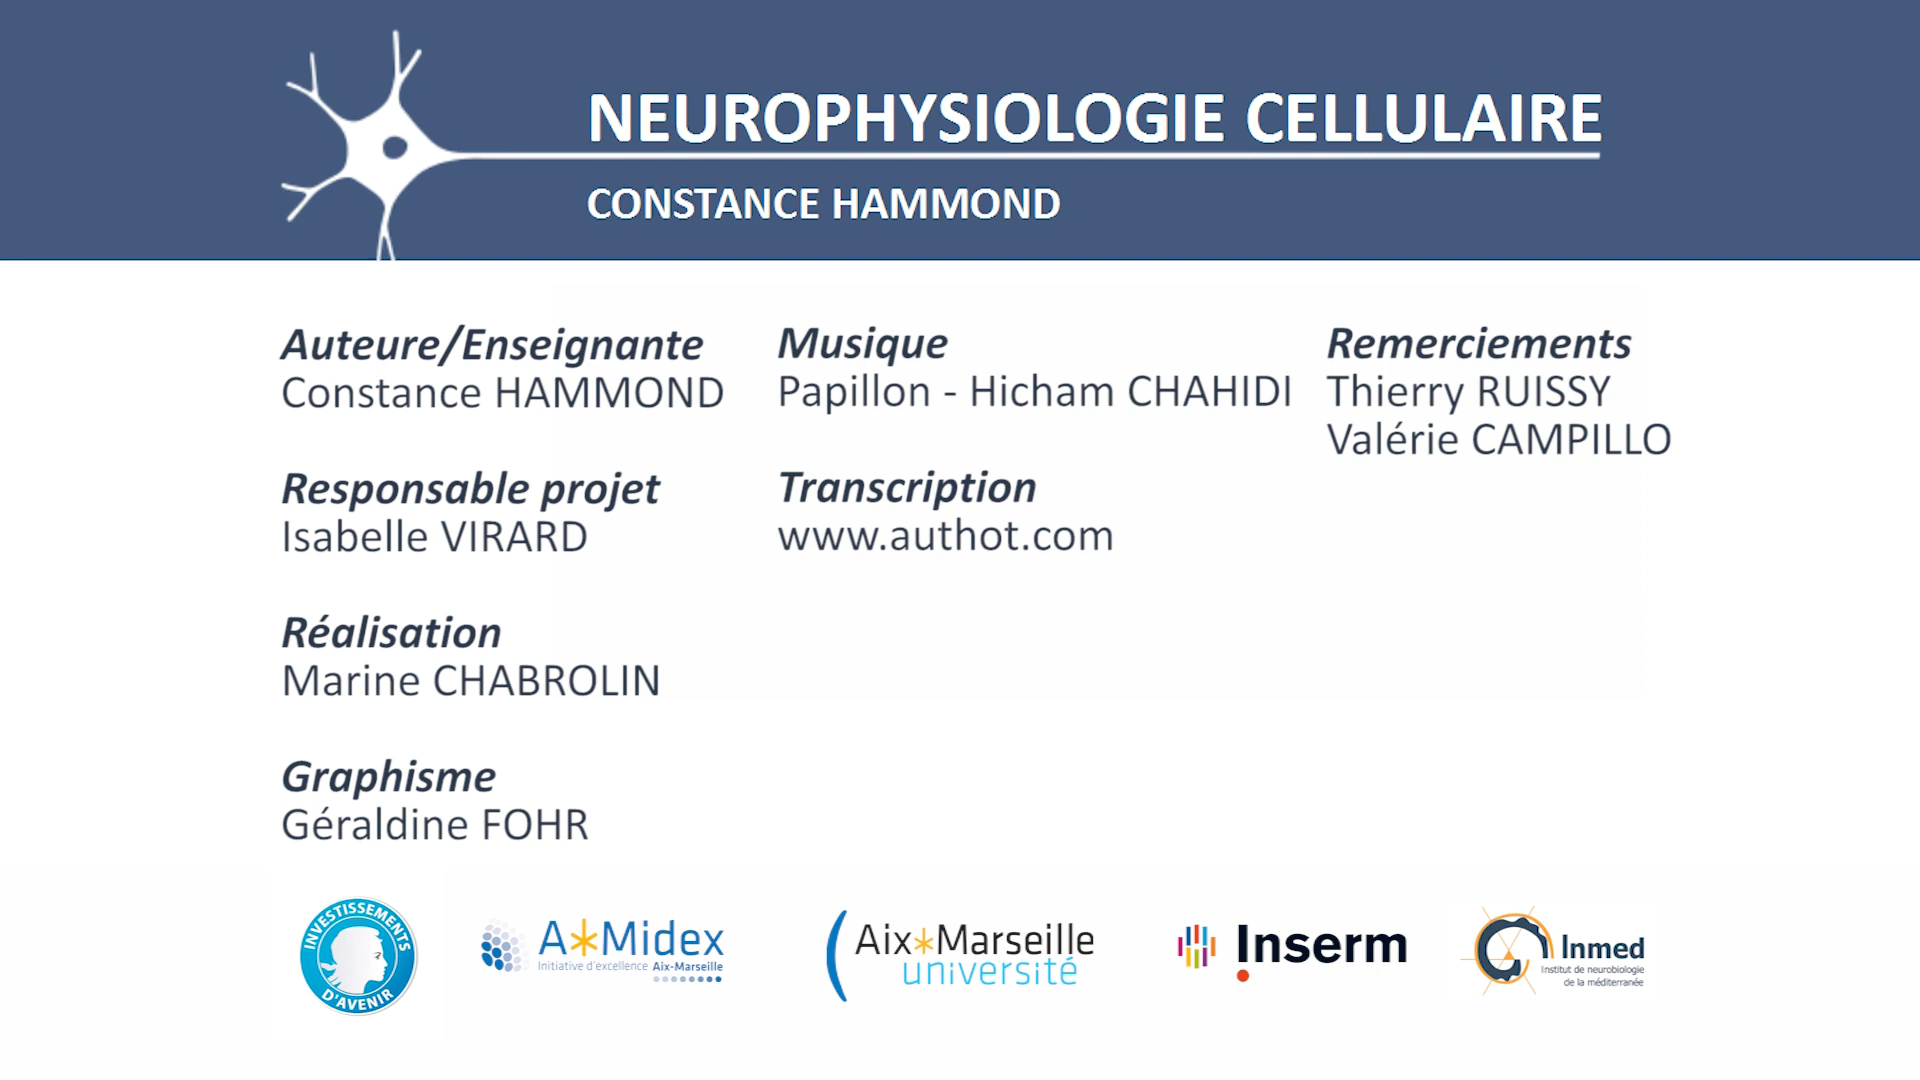 NEUROPHYSIOLOGIE CELLULAIRE
CONSTANCE HAMMOND
Auteure/Enseignante
Constance HAMMOND
Responsable projet
Isabelle VIRARD
Réalisation
Marine CHABROLIN
Graphisme
Géraldine FOHR
Musique
Papillon - Hicham CHAHIDI
Transcription
www.authot.com
Remerciements
Thierry RUISSY
Valérie CAMPILLO
INVESTISSEMENTS
D'AVENIR
A*Midex
Initiative d'excellence Aix-Marseille
Aix*Marseille
université
Inserm
Inmed
Institut de neurobiologie
de la méditerranée